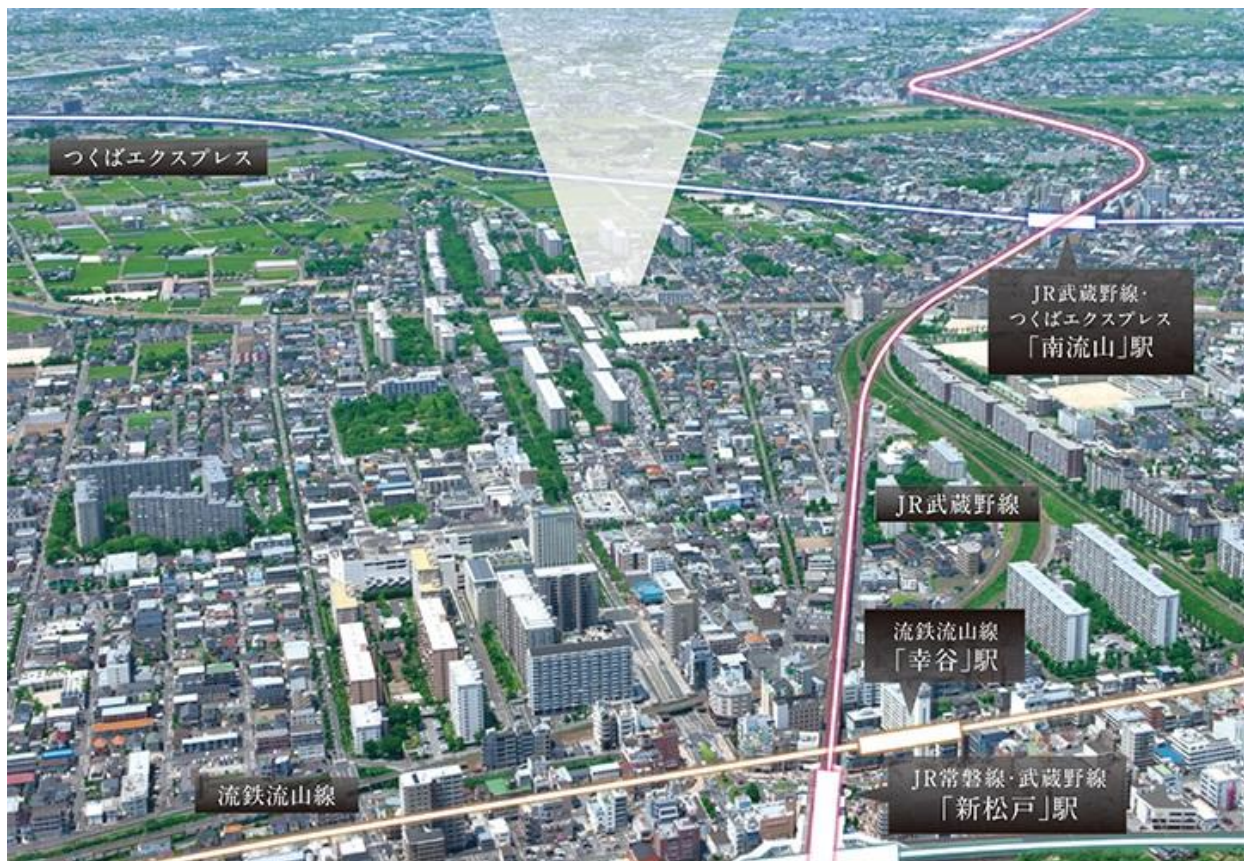 つくばエクスプレス
JR武蔵野線・
つくばエクスプレス
「南流山」駅
JR武蔵野線
流鉄流山線
「幸谷」駅
流鉄流山線
JR常磐線・武蔵野線
「新松戸」駅